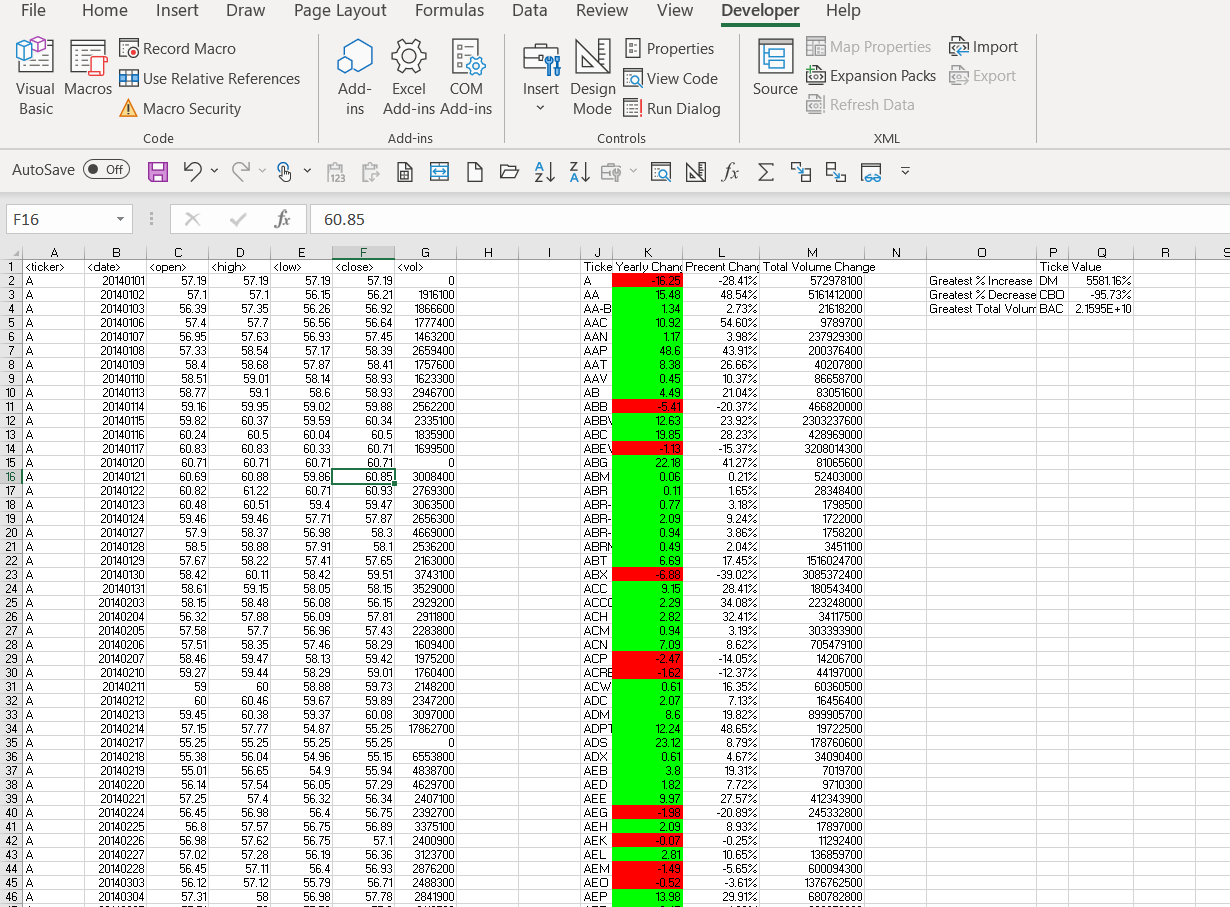 File Home Insert Draw Page Layout Formulas Data Review View Developer Help
Visual Basic Macros Record Macro Use Relative References Macro Security Code
Add-ins Excel Add-ins COM Add-ins Add-ins
Insert Design Mode Properties View Code Run Dialog Controls
Source Map Properties Expansion Packs Refresh Data Import Export XML
AutoSave Off
F16 fx 60.85
A B C D E F G H I J K L M N O P Q R S
1 <ticker> <date> <open> <high> <low> <close> <vol> Ticke Yearly Chang Precent Chang Total Volume Change Ticke Value
2 A 20140101 57.19 57.19 57.19 57.19 0 A -16.25 -28.41% 572978100 Greatest % Increase DM 5581.16%
3 A 20140102 57.1 57.1 56.15 56.21 1916100 AA 15.48 48.54% 5161412000 Greatest % Decrease CBO -95.73%
4 A 20140103 56.39 57.35 56.26 56.92 1866600 AA-B 1.34 2.73% 21618200 Greatest Total Volum BAC 2.1595E+10
5 A 20140106 57.4 57.7 56.56 56.64 1777400 AAC 10.92 54.60% 9789700
6 A 20140107 56.95 57.63 56.93 57.45 1463200 AAN 1.17 3.98% 237929300
7 A 20140108 57.33 58.54 57.17 58.39 2659400 AAP 48.6 43.91% 200376400
8 A 20140109 58.4 58.68 57.87 58.41 1757600 AAT 8.38 26.66% 40207800
9 A 20140110 58.51 59.01 58.14 58.93 1623300 AAV 0.45 10.37% 86658700
10 A 20140113 58.77 59.1 58.6 58.93 2946700 AB 4.49 21.04% 83051600
11 A 20140114 59.16 59.95 59.02 59.88 2562200 ABB -5.41 -20.37% 466820000
12 A 20140115 59.82 60.37 59.59 60.34 2335100 ABBV 12.63 23.92% 2303237600
13 A 20140116 60.24 60.5 60.04 60.5 1835900 ABC 19.85 28.23% 428969000
14 A 20140117 60.83 60.83 60.33 60.71 1699500 ABEV -1.13 -15.37% 3208014300
15 A 20140120 60.71 60.71 60.71 60.71 0 ABG 22.18 41.27% 81065600
16 A 20140121 60.69 60.88 59.86 60.85 3008400 ABM 0.06 0.21% 52403000
17 A 20140122 60.82 61.22 60.71 60.93 2769300 ABR 0.11 1.65% 28348400
18 A 20140123 60.48 60.51 59.4 59.47 3063500 ABR- 0.77 3.18% 1798500
19 A 20140124 59.46 59.46 57.71 57.87 2656300 ABR- 2.09 9.24% 1722000
20 A 20140127 57.9 58.37 56.98 58.3 4669000 ABR- 0.94 3.86% 1758200
21 A 20140128 58.5 58.88 57.91 58.1 2536200 ABRN 0.49 2.04% 3451100
22 A 20140129 57.67 58.22 57.41 57.65 2163000 ABT 6.69 17.45% 1516024700
23 A 20140130 58.42 60.11 58.42 59.51 3743100 ABX -6.88 -39.02% 3085372400
24 A 20140131 58.61 59.15 58.05 58.15 3529000 ACC 9.15 28.41% 180543400
25 A 20140203 58.15 58.48 56.08 56.15 2929200 ACCO 2.29 34.08% 223248000
26 A 20140204 56.32 57.88 56.09 57.81 2911800 ACH 2.82 32.41% 34117500
27 A 20140205 57.58 57.7 56.96 57.43 2283800 ACM 0.94 3.19% 303393900
28 A 20140206 57.51 58.35 57.46 58.29 1609400 ACN 7.09 8.62% 705479100
29 A 20140207 58.46 59.47 58.13 59.42 1975200 ACP -2.47 -14.05% 14206700
30 A 20140210 59.27 59.44 58.29 59.01 1760400 ACRE -1.62 -12.37% 44197000
31 A 20140211 59 60 58.88 59.73 2148200 ACW 0.61 16.35% 60360500
32 A 20140212 60 60.46 59.67 59.89 2347200 ADC 2.07 7.13% 16456400
33 A 20140213 59.45 60.38 59.37 60.08 3097000 ADM 8.6 19.82% 899905700
34 A 20140214 57.15 57.77 54.87 55.25 17862700 ADPT 12.24 48.65% 19722500
35 A 20140217 55.25 55.25 55.25 55.25 0 ADS 23.12 8.79% 178760600
36 A 20140218 55.38 56.04 54.96 55.15 6553800 ADX 0.61 4.67% 34090400
37 A 20140219 55.01 56.65 54.9 55.94 4838700 AEB 3.8 19.31% 7019700
38 A 20140220 56.14 57.54 56.05 57.29 4629700 AED 1.82 7.72% 9710300
39 A 20140221 57.25 57.4 56.32 56.34 2407100 AEE 9.97 27.57% 412343900
40 A 20140224 56.45 56.98 56.4 56.75 2392700 AEG -1.98 -20.89% 245332800
41 A 20140225 56.8 57.57 56.75 56.89 3375100 AEH 2.09 8.93% 17897000
42 A 20140226 56.98 57.62 56.75 57.1 2400900 AEK -0.07 -0.25% 11292400
43 A 20140227 57.02 57.28 56.19 56.36 3123700 AEL 2.81 10.65% 136859700
44 A 20140228 56.45 57.11 56.4 56.93 2876200 AEM -1.49 -5.65% 600094300
45 A 20140303 56.12 57.12 55.79 56.71 2488300 AEO -0.52 -3.61% 1376762500
46 A 20140304 57.31 58 56.98 57.78 2841900 AEP 13.98 29.91% 680782800